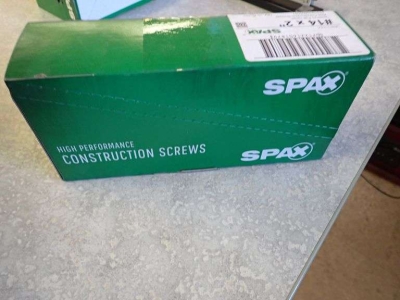 #14 x 2"
SPAX
SPAX
HIGH PERFORMANCE
CONSTRUCTION SCREWS
SPAX